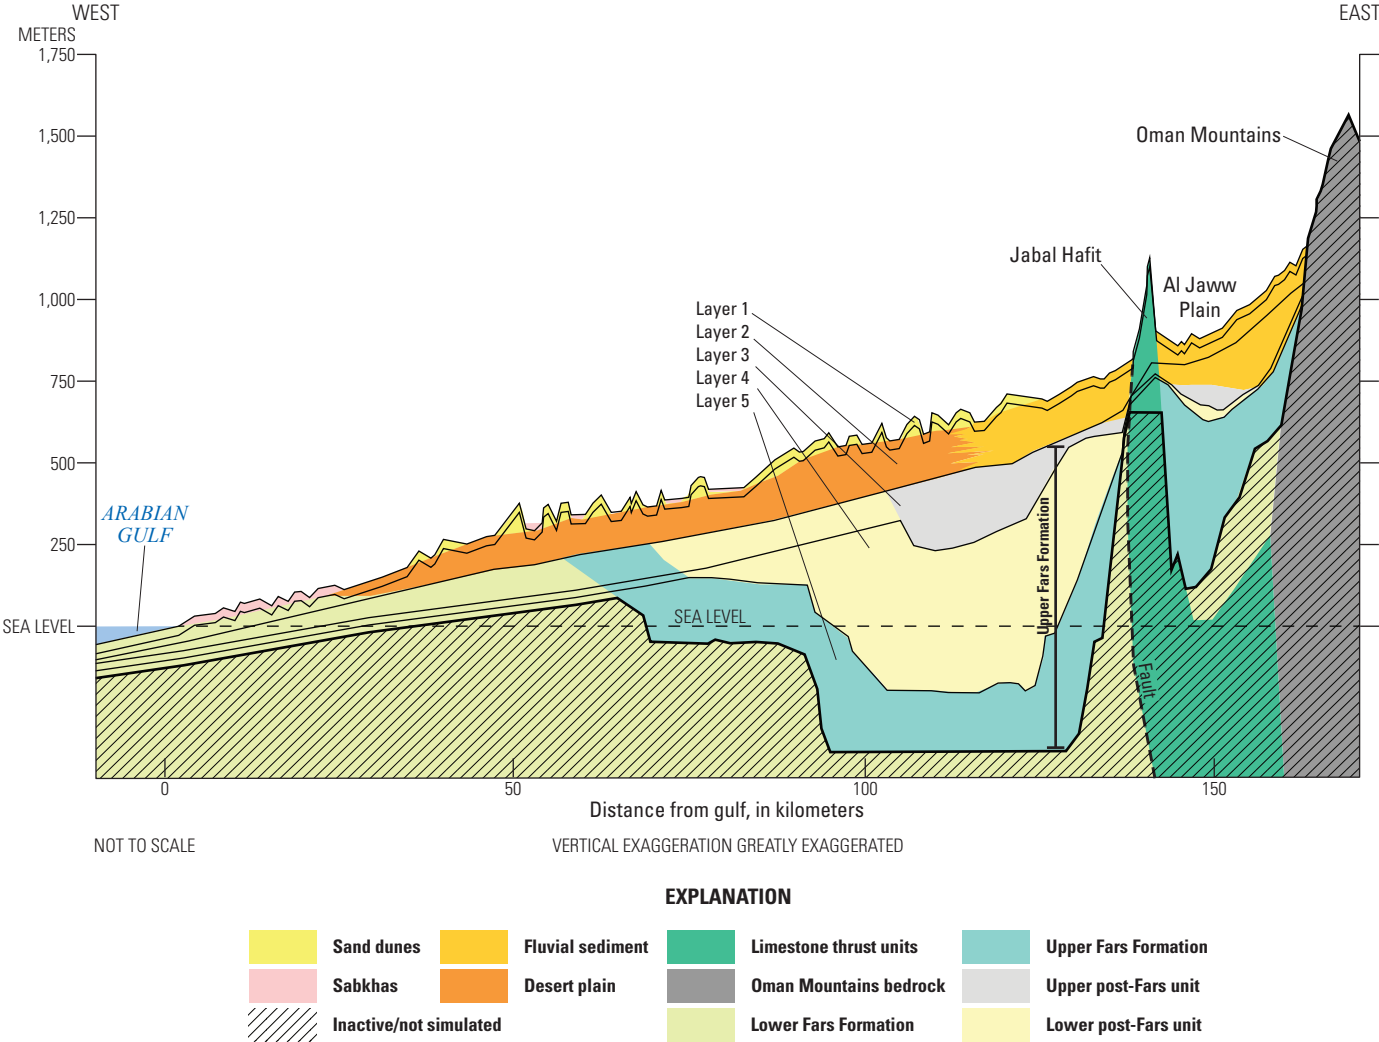 WEST
EAST
METERS
1,750
1,500
1,250
1,000
750
500
250
SEA LEVEL
Oman Mountains
Jabal Hafit
Al Jaww
Plain
Layer 1
Layer 2
Layer 3
Layer 4
Layer 5
ARABIAN
GULF
SEA LEVEL
Upper Fars Formation
Fault
0
50
100
150
Distance from gulf, in kilometers
NOT TO SCALE
VERTICAL EXAGGERATION GREATLY EXAGGERATED
EXPLANATION
Sand dunes
Fluvial sediment
Limestone thrust units
Upper Fars Formation
Sabkhas
Desert plain
Oman Mountains bedrock
Upper post-Fars unit
Inactive/not simulated
Lower Fars Formation
Lower post-Fars unit